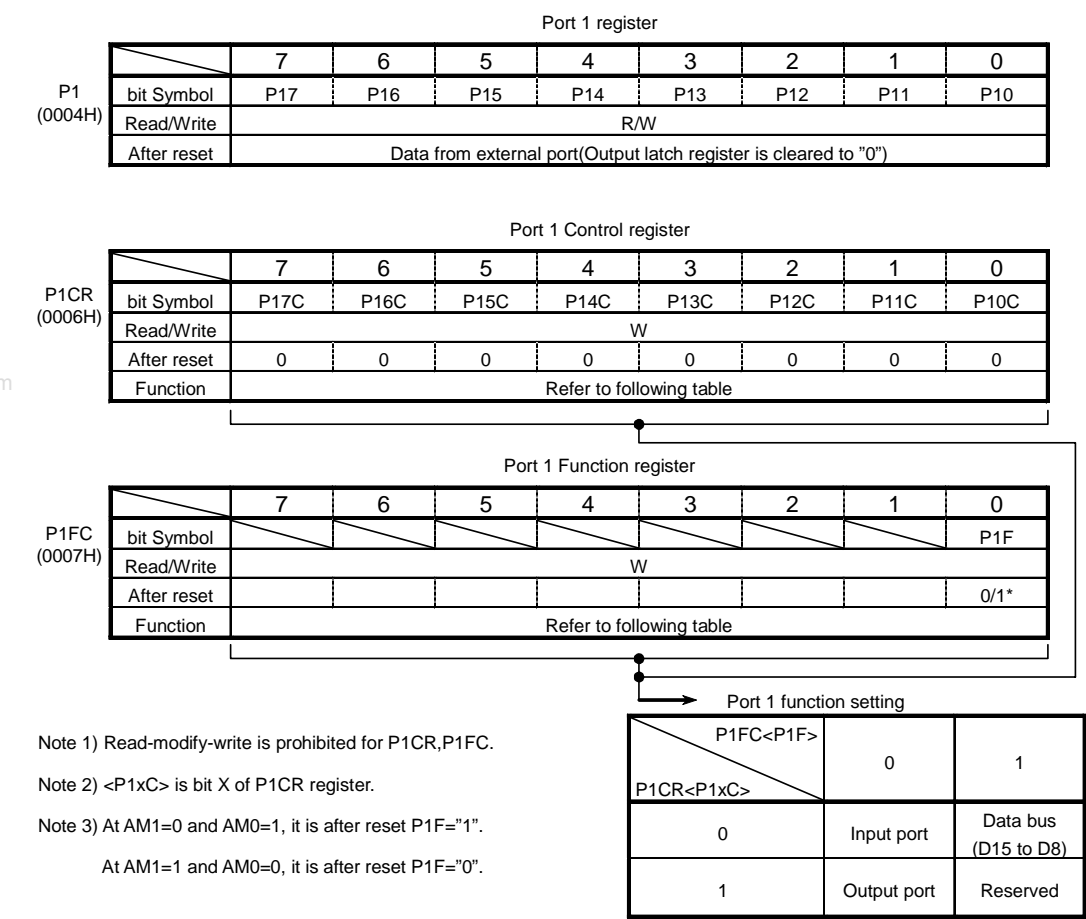 Port 1 register
7 6 5 4 3 2 1 0
P1
(0004H)
bit Symbol P17 P16 P15 P14 P13 P12 P11 P10
Read/Write R/W
After reset Data from external port(Output latch register is cleared to ”0”)
Port 1 Control register
7 6 5 4 3 2 1 0
P1CR
(0006H)
bit Symbol P17C P16C P15C P14C P13C P12C P11C P10C
Read/Write W
After reset 0 0 0 0 0 0 0 0
Function Refer to following table
Port 1 Function register
7 6 5 4 3 2 1 0
P1FC
(0007H)
bit Symbol P1F
Read/Write W
After reset 0/1*
Function Refer to following table
Port 1 function setting
P1FC<P1F> 0 1
P1CR<P1xC>
0 Input port Data bus
(D15 to D8)
1 Output port Reserved
Note 1) Read-modify-write is prohibited for P1CR,P1FC.
Note 2) <P1xC> is bit X of P1CR register.
Note 3) At AM1=0 and AM0=1, it is after reset P1F=”1”.
At AM1=1 and AM0=0, it is after reset P1F=”0”.